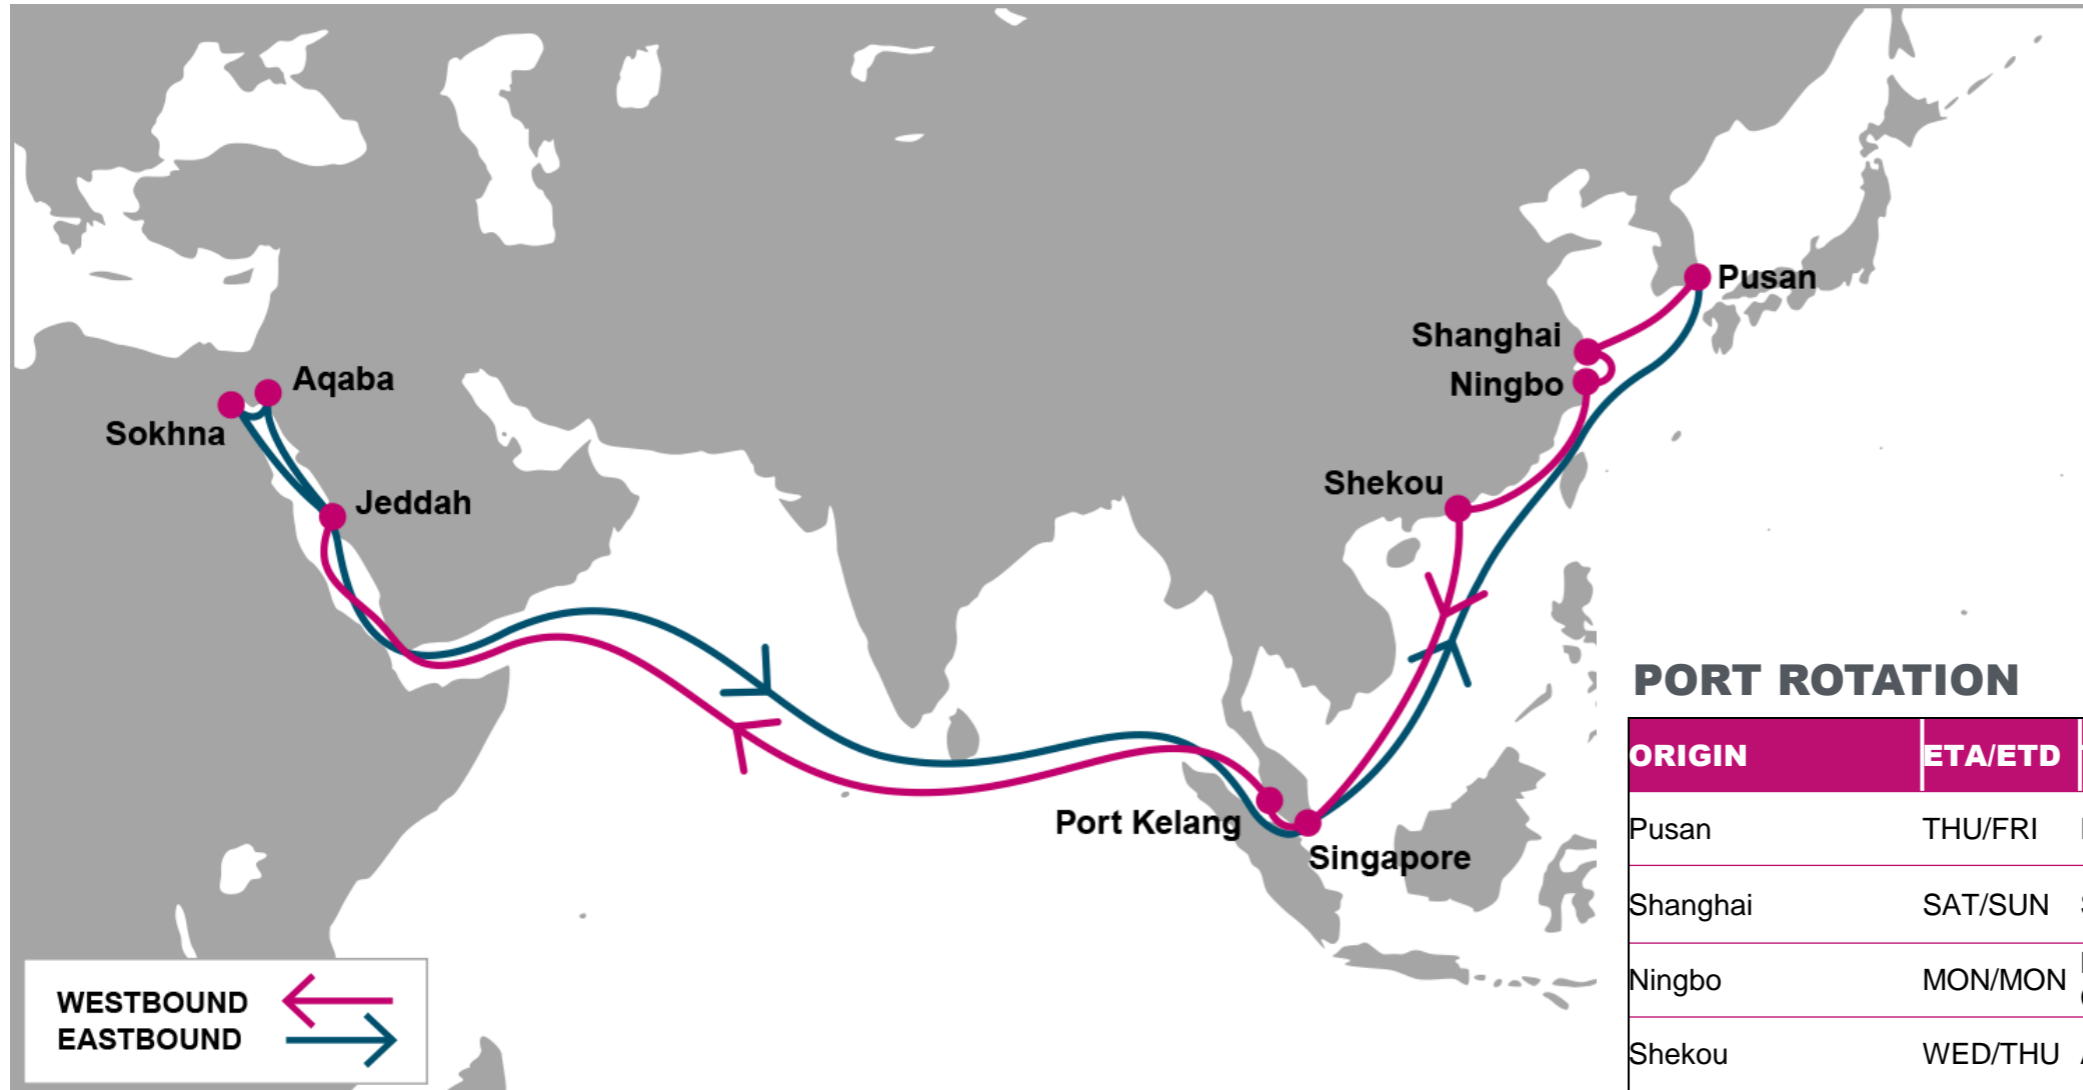 Pusan
Shanghai
Ningbo
Aqaba
Sokhna
Shekou
Jeddah
Port Kelang
Singapore
WESTBOUND
EASTBOUND
PORT ROTATION
ORIGIN ETA/ETD
Pusan THU/FRI
Shanghai SAT/SUN
Ningbo MON/MON
Shekou WED/THU